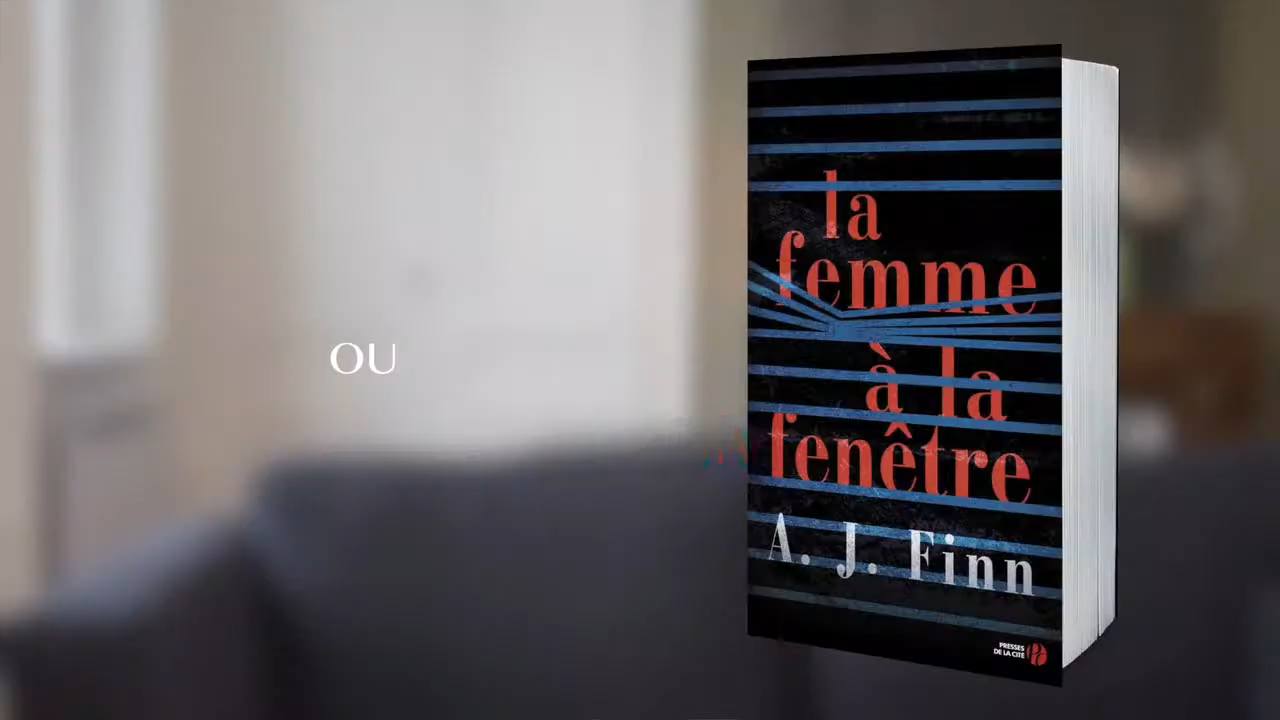 OU
la
femme
à la
fenêtre
A. J. Finn
PRESSES
DE LA CITÉ